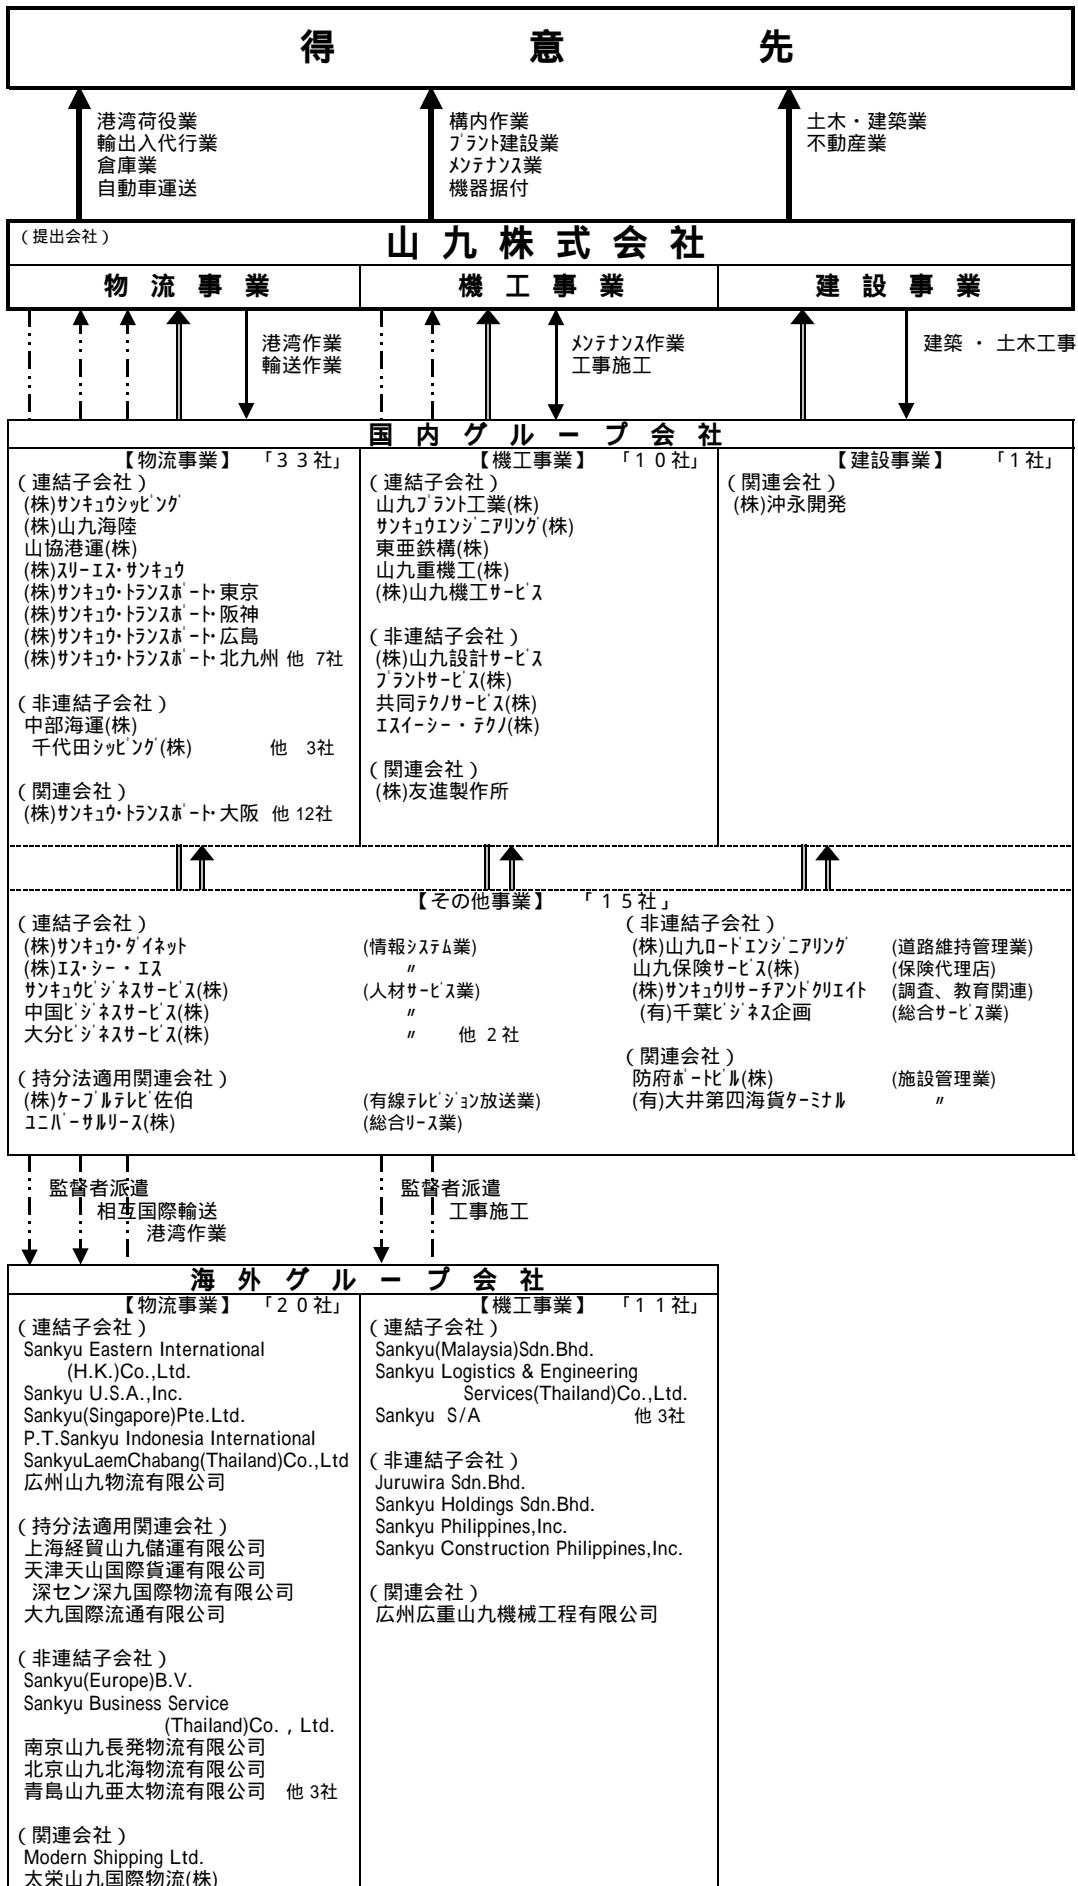 得意先
港湾荷役業
輸出入代行業
倉庫業
自動車運送
構内作業
ﾌﾟﾗﾝﾄ建設業
ﾒﾝﾃﾅﾝｽ業
機器据付
土木・建築業
不動産業
（提出会社）
山九株式会社
物流事業
機工事業
建設事業
港湾作業
輸送作業
ﾒﾝﾃﾅﾝｽ作業
工事施工
建築・土木工事
国内グループ会社
【物流事業】 「３３社」
（連結子会社）
(株)ｻﾝｷｭｳｼｯﾋﾟﾝｸﾞ
(株)山九海陸
山協港運(株)
(株)ｽﾘｰｴｽ･ｻﾝｷｭｳ
(株)ｻﾝｷｭｳ･ﾄﾗﾝｽﾎﾟｰﾄ･東京
(株)ｻﾝｷｭｳ･ﾄﾗﾝｽﾎﾟｰﾄ･阪神
(株)ｻﾝｷｭｳ･ﾄﾗﾝｽﾎﾟｰﾄ･広島
(株)ｻﾝｷｭｳ･ﾄﾗﾝｽﾎﾟｰﾄ･北九州 他 7社
（非連結子会社）
中部海運(株)
千代田ｼｯﾋﾟﾝｸﾞ(株) 他 3社
（関連会社）
(株)ｻﾝｷｭｳ･ﾄﾗﾝｽﾎﾟｰﾄ･大阪 他 12社
【機工事業】 「１０社」
（連結子会社）
山九ﾌﾟﾗﾝﾄ工業(株)
ｻﾝｷｭｳｴﾝｼﾞﾆｱﾘﾝｸﾞ(株)
東亜鉄構(株)
山九重機工(株)
(株)山九機工ｻｰﾋﾞｽ
（非連結子会社）
(株)山九設計ｻｰﾋﾞｽ
ﾌﾟﾗﾝﾄｻｰﾋﾞｽ(株)
共同ﾃｸﾉｻｰﾋﾞｽ(株)
ｴｽｲｰｼｰ・ﾃｸﾉ(株)
（関連会社）
(株)友進製作所
【建設事業】 「１社」
（関連会社）
(株)沖永開発
【その他事業】 「１５社」
（連結子会社）
(株)ｻﾝｷｭｳ･ﾀﾞｲﾈｯﾄ (情報ｼｽﾃﾑ業)
(株)ｴｽ･ｼｰ・ｴｽ 〃
ｻﾝｷｭｳﾋﾞｼﾞﾈｽｻｰﾋﾞｽ(株) (人材ｻｰﾋﾞｽ業)
中国ﾋﾞｼﾞﾈｽｻｰﾋﾞｽ(株) 〃
大分ﾋﾞｼﾞﾈｽｻｰﾋﾞｽ(株) 〃 他 2 社
（持分法適用関連会社）
(株)ｹｰﾌﾞﾙﾃﾚﾋﾞ佐伯 (有線ﾃﾚﾋﾞｼﾞｮﾝ放送業)
ﾕﾆﾊﾞｰｻﾙﾘｰｽ(株) (総合ﾘｰｽ業)
（非連結子会社）
(株)山九ﾛｰﾄﾞｴﾝｼﾞﾆｱﾘﾝｸﾞ (道路維持管理業)
山九保険ｻｰﾋﾞｽ(株) (保険代理店)
(株)ｻﾝｷｭｳﾘｻｰﾁｱﾝﾄﾞｸﾘｴｲﾄ (調査、教育関連)
(有)千葉ﾋﾞｼﾞﾈｽ企画 (総合ｻｰﾋﾞｽ業)
（関連会社）
防府ﾎﾟｰﾄﾋﾞﾙ(株) (施設管理業)
(有)大井第四海貨ﾀｰﾐﾅﾙ 〃
監督者派遣
相互国際輸送
港湾作業
監督者派遣
工事施工
海外グループ会社
【物流事業】 「２０社」
（連結子会社）
Sankyu Eastern International
(H.K.)Co.,Ltd.
Sankyu U.S.A.,Inc.
Sankyu(Singapore)Pte.Ltd.
P.T.Sankyu Indonesia International
SankyuLaemChabang(Thailand)Co.,Ltd
広州山九物流有限公司
（持分法適用関連会社）
上海経貿山九儲運有限公司
天津天山国際貨運有限公司
深セン深九国際物流有限公司
大九国際流通有限公司
（非連結子会社）
Sankyu(Europe)B.V.
Sankyu Business Service
(Thailand)Co.，Ltd.
南京山九長発物流有限公司
北京山九北海物流有限公司
青島山九亜太物流有限公司 他 3社
（関連会社）
Modern Shipping Ltd.
太栄山九国際物流(株)
【機工事業】 「１１社」
（連結子会社）
Sankyu(Malaysia)Sdn.Bhd.
Sankyu Logistics & Engineering
Services(Thailand)Co.,Ltd.
Sankyu S/A 他 3社
（非連結子会社）
Juruwira Sdn.Bhd.
Sankyu Holdings Sdn.Bhd.
Sankyu Philippines,Inc.
Sankyu Construction Philippines,Inc.
（関連会社）
広州広重山九機械工程有限公司